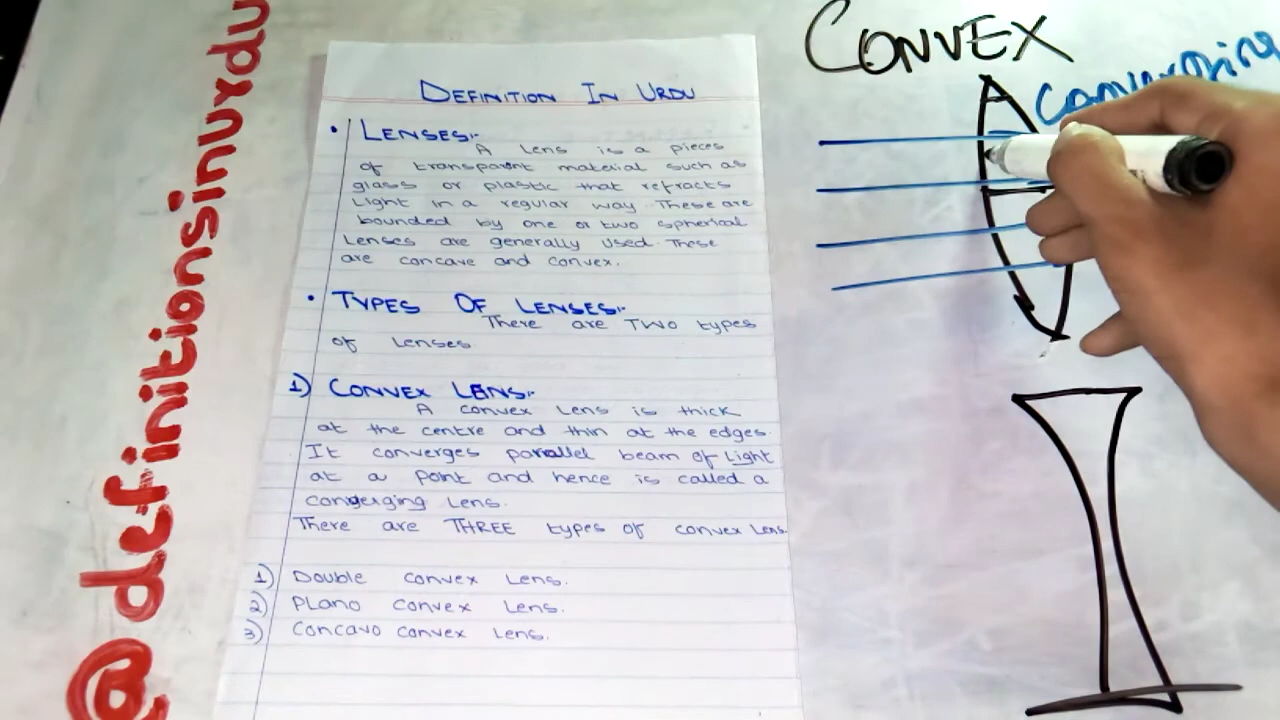 @definitionsinurdu
DEFINITION IN URDU
• LENSES:-
A Lens is a pieces
of transparent material such as
glass or plastic that refracts
Light in a regular way. These are
bounded by one or two spherical
Lenses are generally used. These
are concave and convex.
• TYPES OF LENSES:-
There are TWO types
of Lenses
1) CONVEX LENS:-
A convex Lens is thick
at the centre and thin at the edges.
It converges parallel beam of Light
at a point and hence is called a
converging Lens.
There are THREE types of convex Lens.
1) Double convex Lens.
2) Plano convex Lens.
3) Concavo convex Lens.
CONVEX
Converging